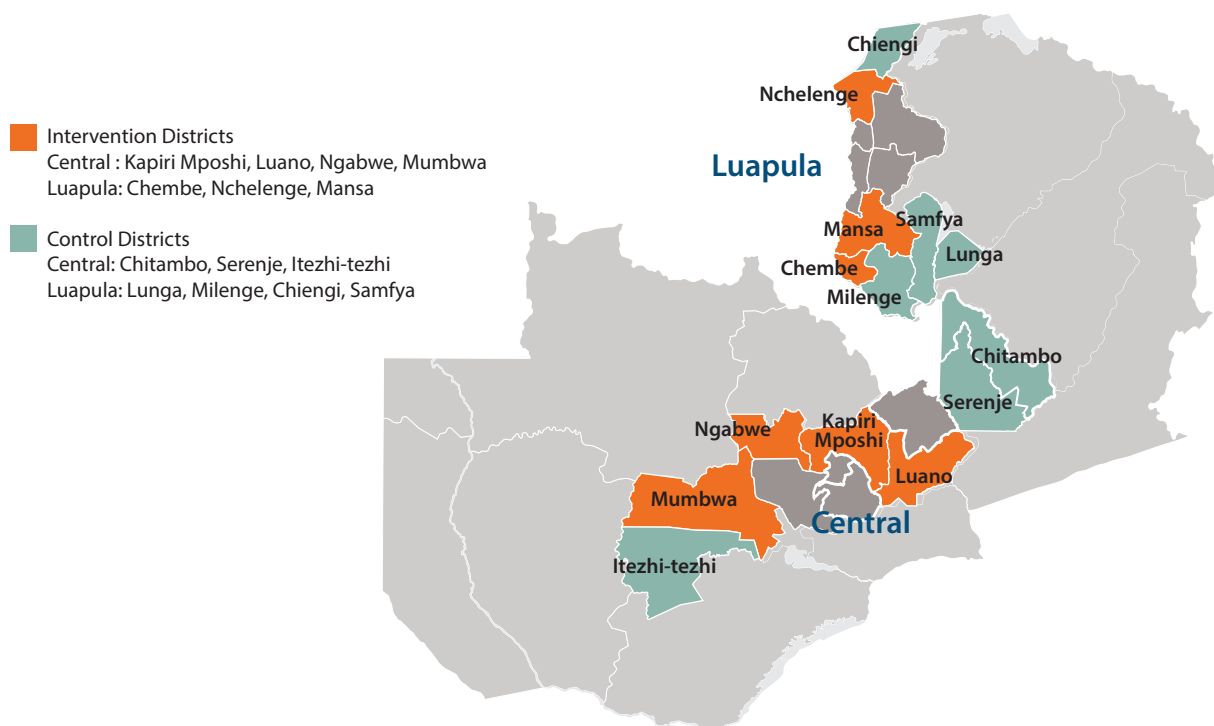 Intervention Districts
Central : Kapiri Mposhi, Luano, Ngabwe, Mumbwa
Luapula: Chembe, Nchelenge, Mansa
Control Districts
Central: Chitambo, Serenje, Itezhi-tezhi
Luapula: Lunga, Milenge, Chiengi, Samfya
Chiengi
Nchelenge
Luapula
Samfya
Mansa
Lunga
Chembe
Milenge
Chitambo
Serenje
Ngabwe
Kapiri
Mposhi
Luano
Mumbwa
Central
Itezhi-tezhi